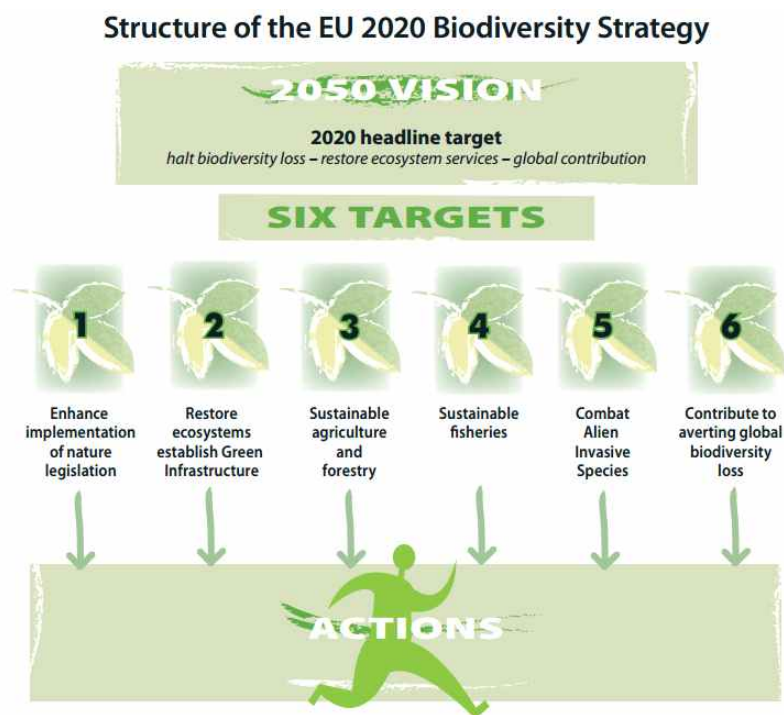 Structure of the EU 2020 Biodiversity Strategy
2050 VISION
2020 headline target
halt biodiversity loss – restore ecosystem services – global contribution
SIX TARGETS
1
Enhance
implementation
of nature
legislation
2
Restore
ecosystems
establish Green
Infrastructure
3
Sustainable
agriculture
and
forestry
4
Sustainable
fisheries
5
Combat
Alien
Invasive
Species
6
Contribute to
averting global
biodiversity
loss
ACTIONS